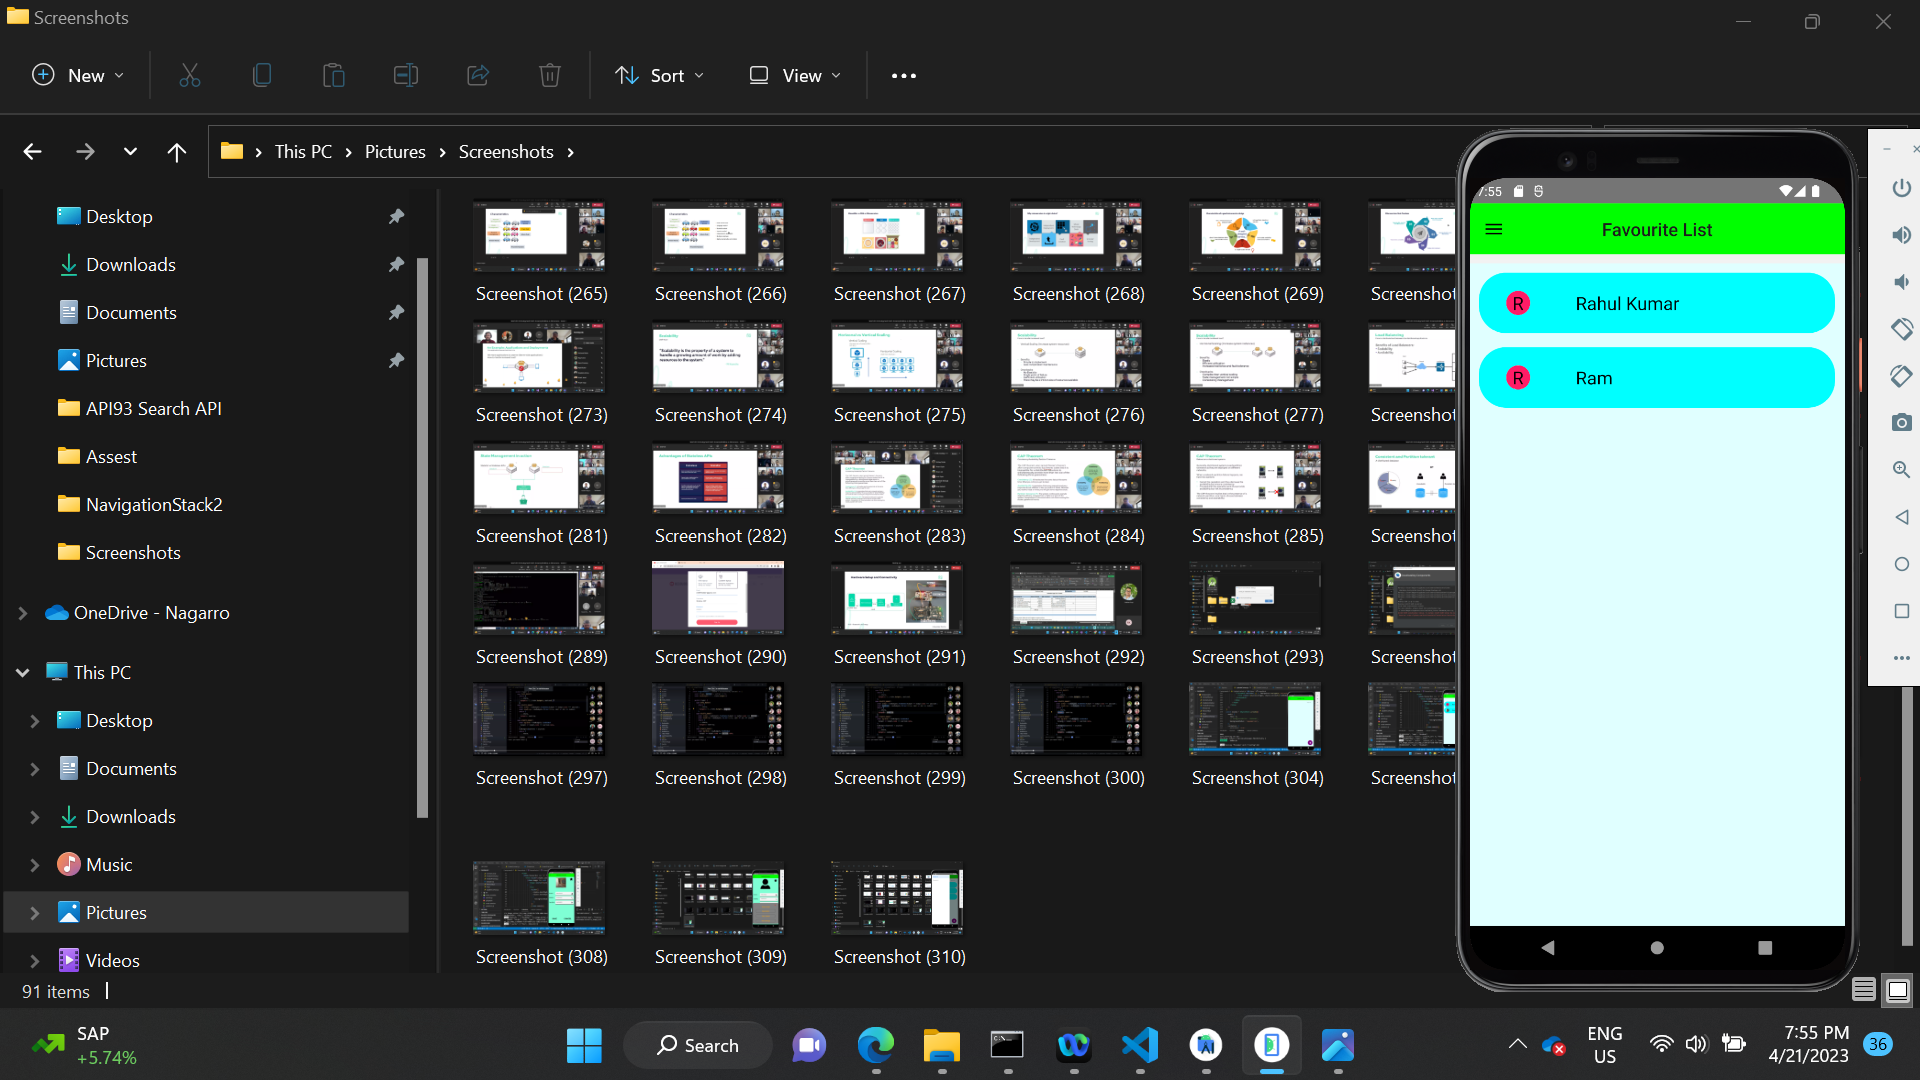 Screenshots
New
Sort
View
This PC
Pictures
Screenshots
Desktop
Downloads
Documents
Pictures
API93 Search API
Assest
NavigationStack2
Screenshots
OneDrive - Nagarro
This PC
Desktop
Documents
Downloads
Music
Pictures
Videos
Screenshot (265)
Screenshot (266)
Screenshot (267)
Screenshot (268)
Screenshot (269)
Screenshot
Screenshot (273)
Screenshot (274)
Screenshot (275)
Screenshot (276)
Screenshot (277)
Screenshot
Screenshot (281)
Screenshot (282)
Screenshot (283)
Screenshot (284)
Screenshot (285)
Screenshot
Screenshot (289)
Screenshot (290)
Screenshot (291)
Screenshot (292)
Screenshot (293)
Screenshot
Screenshot (297)
Screenshot (298)
Screenshot (299)
Screenshot (300)
Screenshot (304)
Screenshot
Screenshot (308)
Screenshot (309)
Screenshot (310)
7:55
Favourite List
R Rahul Kumar
R Ram
91 items
SAP
+5.74%
Search
ENG
US
7:55 PM
4/21/2023
36